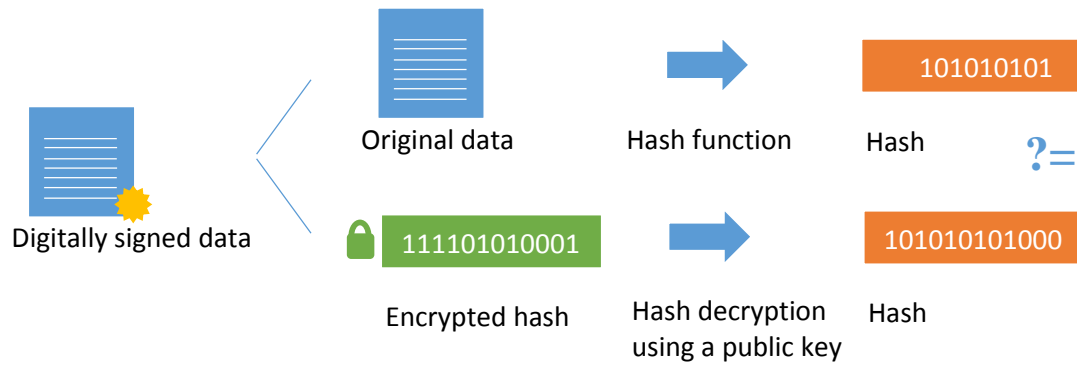 101010101
Original data
Hash function
Hash
?=
Digitally signed data
111101010001
101010101000
Encrypted hash
Hash decryption
using a public key
Hash